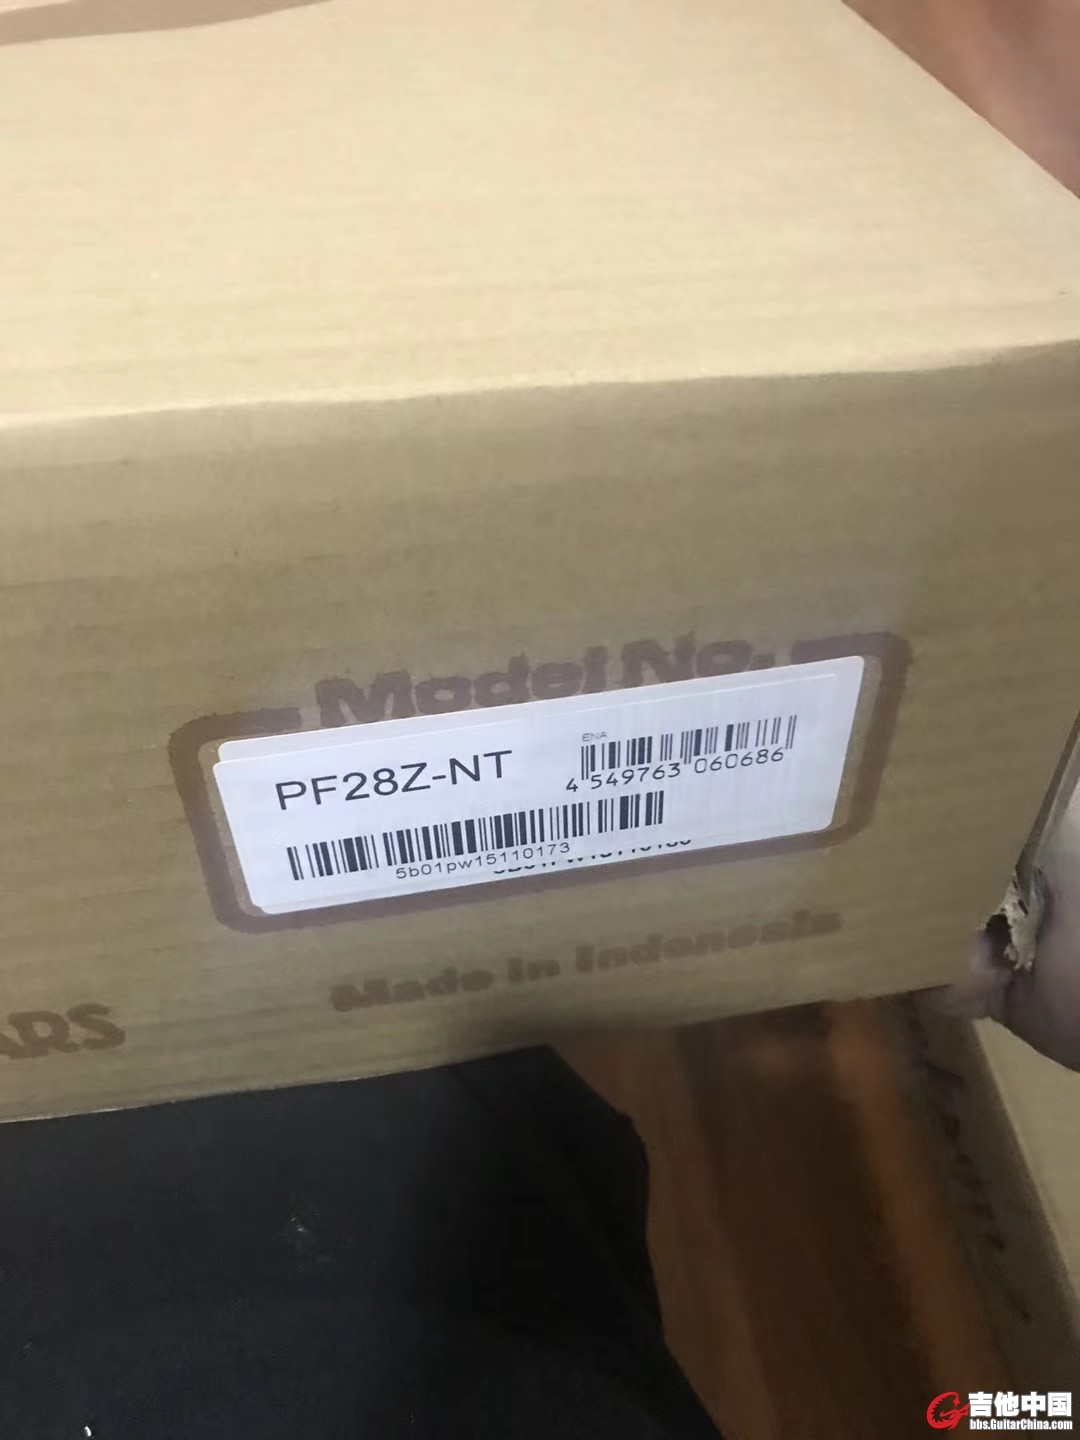 Model No.
PF28Z-NT
ENA
4 549763 060686
5b01pw15110173
Made in Indonesia
ARS
吉他中国
bbs.GuitarChina.com